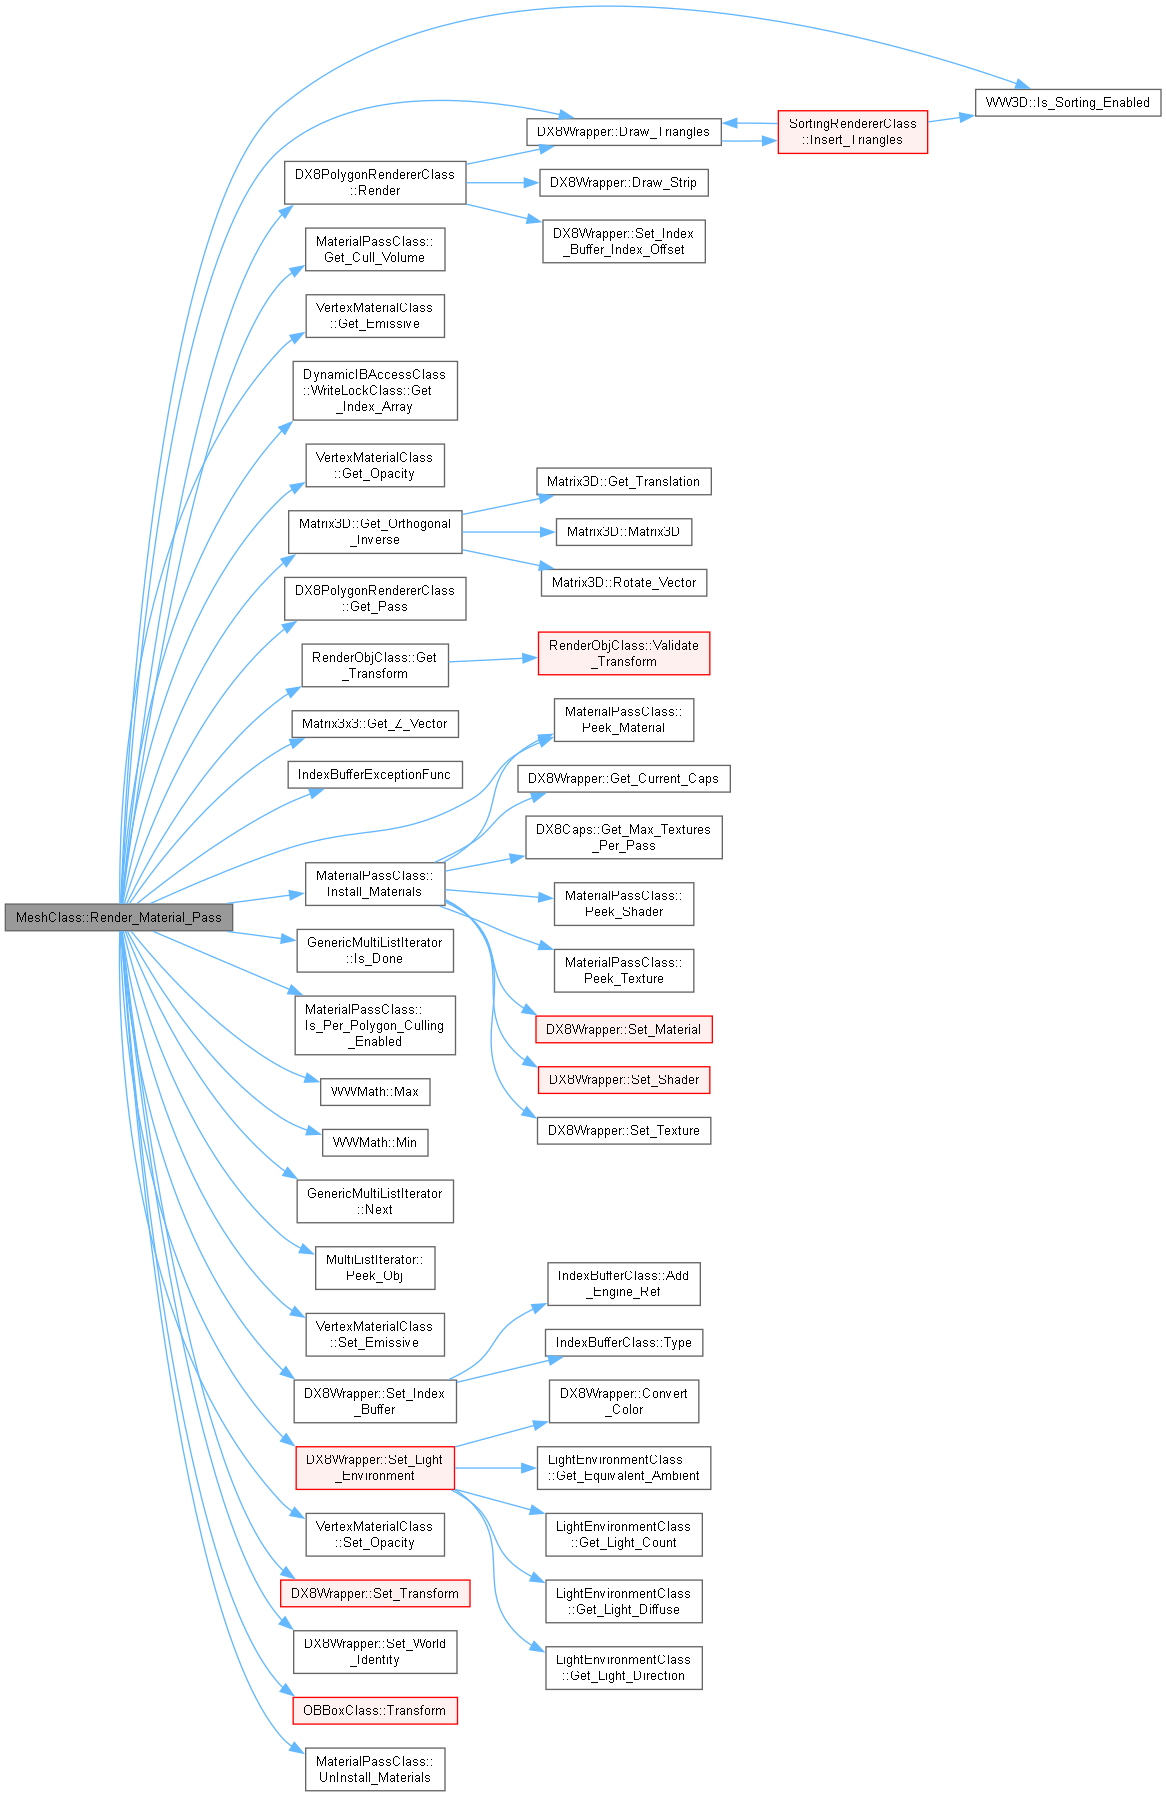 WW3D::Is_Sorting_Enabled
DX8Wrapper::Draw_Triangles
SortingRendererClass
::Insert_Triangles
DX8PolygonRendererClass
::Render
DX8Wrapper::Draw_Strip
DX8Wrapper::Set_Index
_Buffer_Index_Offset
MaterialPassClass::
Get_Cull_Volume
VertexMaterialClass
::Get_Emissive
DynamicIBAccessClass
::WriteLockClass::Get
_Index_Array
VertexMaterialClass
::Get_Opacity
Matrix3D::Get_Translation
Matrix3D::Get_Orthogonal
_Inverse
Matrix3D::Matrix3D
Matrix3D::Rotate_Vector
DX8PolygonRendererClass
::Get_Pass
RenderObjClass::Get
_Transform
RenderObjClass::Validate
_Transform
Matrix3x3::Get_Z_Vector
MaterialPassClass::
Peek_Material
IndexBufferExceptionFunc
DX8Wrapper::Get_Current_Caps
DX8Caps::Get_Max_Textures
_Per_Pass
MaterialPassClass::
Install_Materials
MaterialPassClass::
Peek_Shader
MeshClass::Render_Material_Pass
GenericMultiListIterator
::Is_Done
MaterialPassClass::
Peek_Texture
MaterialPassClass::
Is_Per_Polygon_Culling
_Enabled
DX8Wrapper::Set_Material
DX8Wrapper::Set_Shader
WWMath::Max
DX8Wrapper::Set_Texture
WWMath::Min
GenericMultiListIterator
::Next
MultiListIterator::
Peek_Obj
IndexBufferClass::Add
_Engine_Ref
VertexMaterialClass
::Set_Emissive
IndexBufferClass::Type
DX8Wrapper::Set_Index
_Buffer
DX8Wrapper::Convert
_Color
DX8Wrapper::Set_Light
_Environment
LightEnvironmentClass
::Get_Equivalent_Ambient
VertexMaterialClass
::Set_Opacity
LightEnvironmentClass
::Get_Light_Count
DX8Wrapper::Set_Transform
LightEnvironmentClass
::Get_Light_Diffuse
DX8Wrapper::Set_World
_Identity
LightEnvironmentClass
::Get_Light_Direction
OBBoxClass::Transform
MaterialPassClass::
UnInstall_Materials